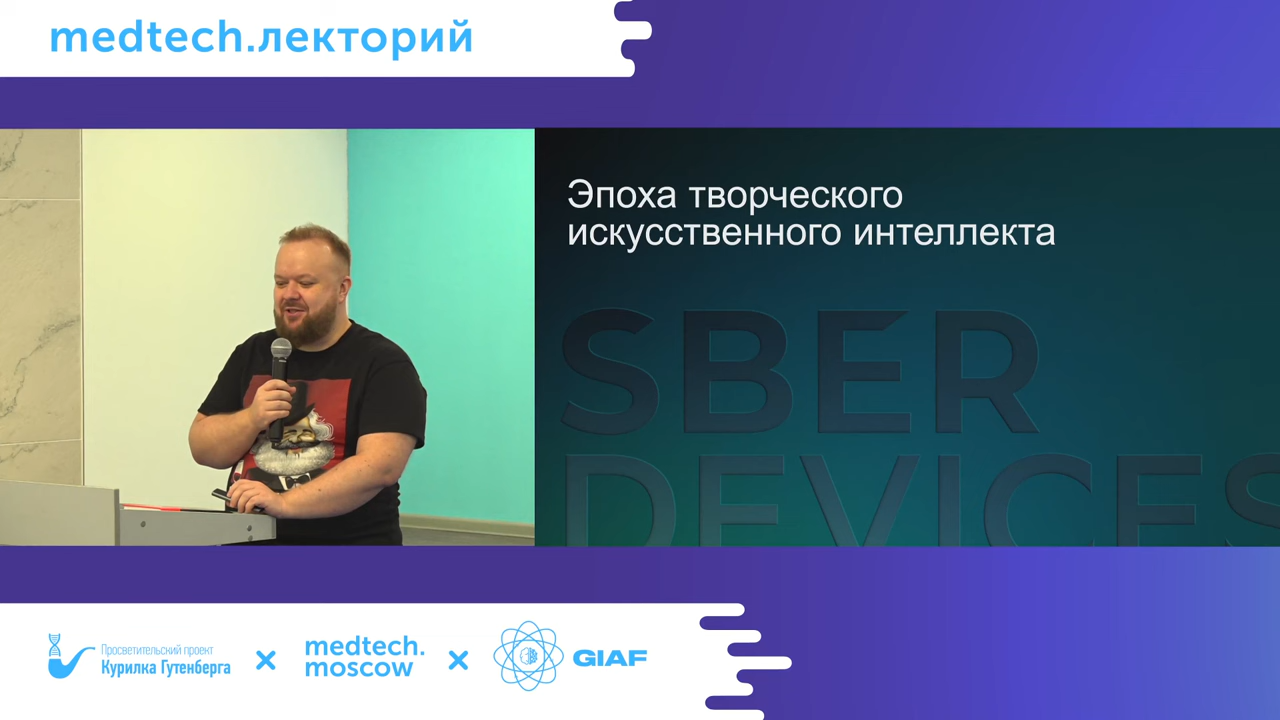 medtech.лекторий
Эпоха творческого
искусственного интеллекта
SBER
DEVICES
Просветительский проект
Курилка Гутенберга
medtech.
moscow
GIAF